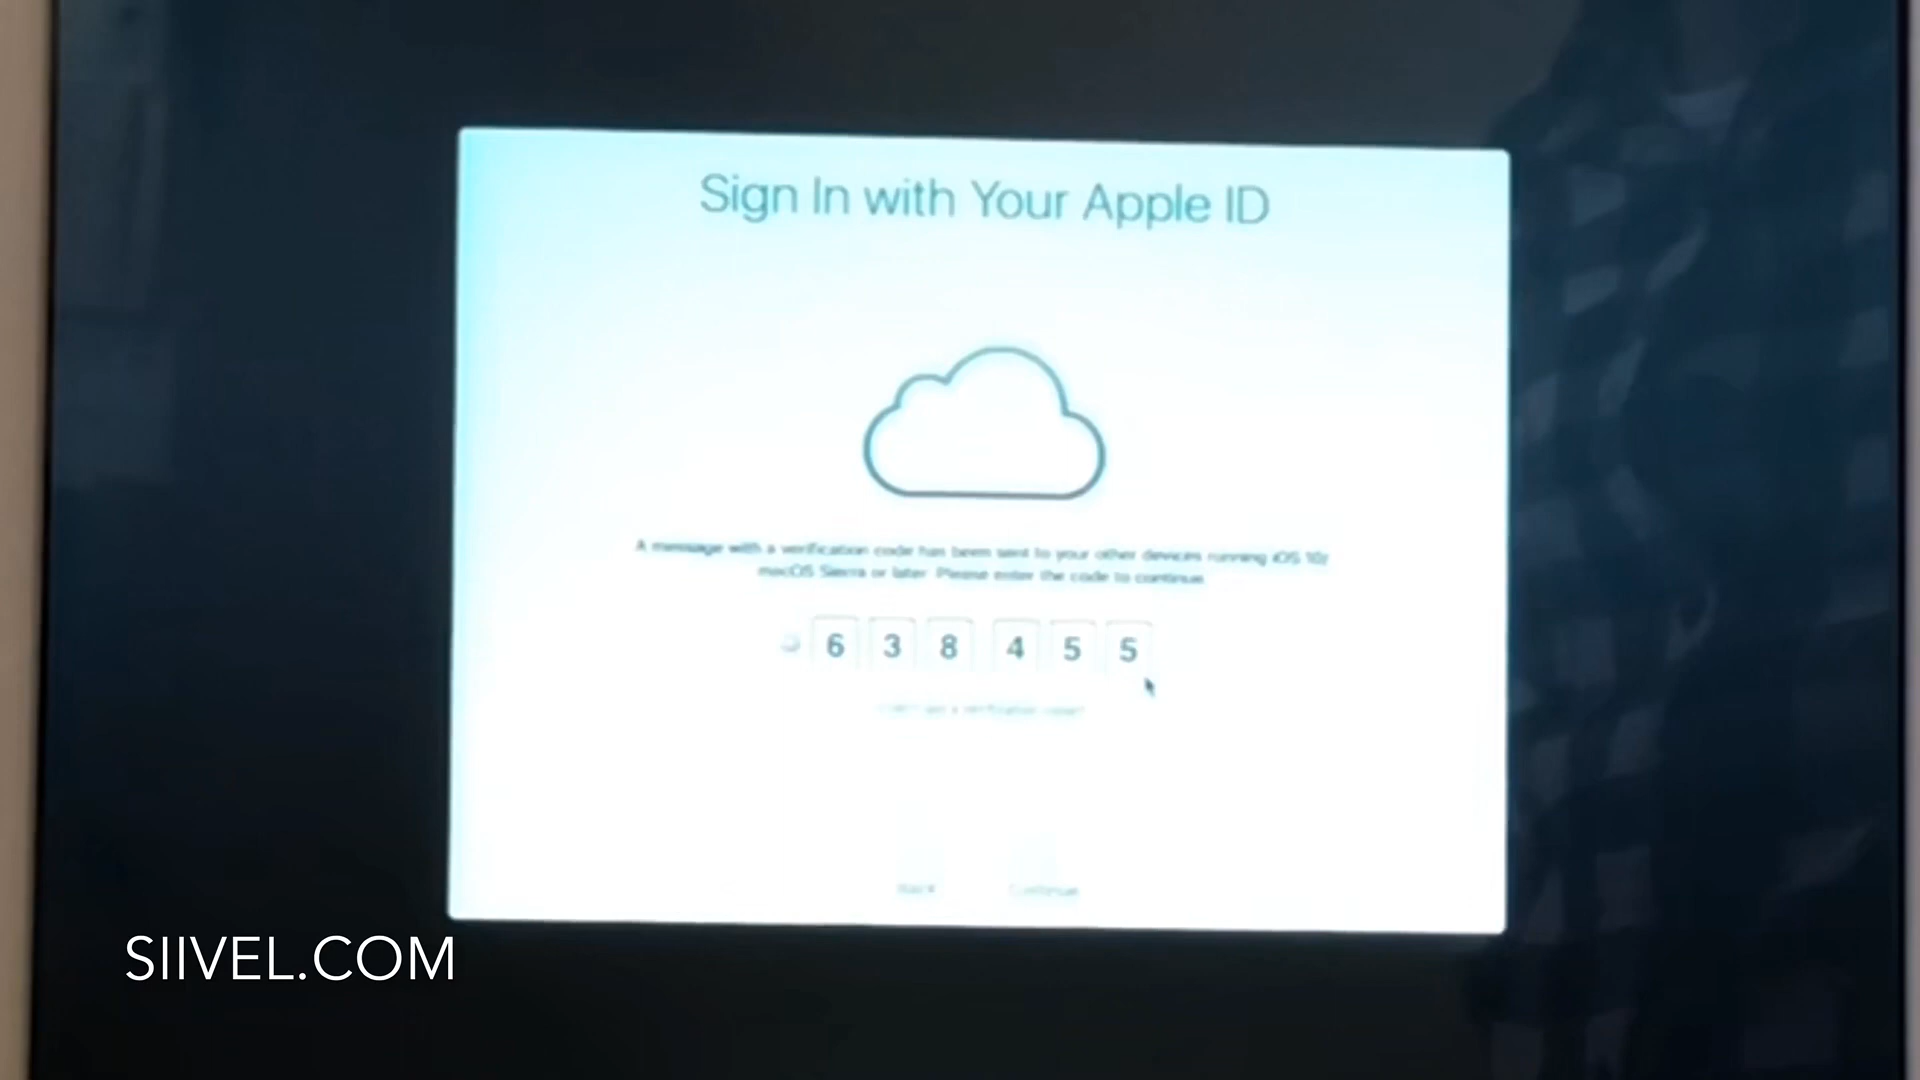 Sign In with Your Apple ID
A message with a verification code has been sent to your other devices running iOS 10/
macOS Sierra or later. Please enter the code to continue.
6 3 8 4 5 5
Back Continue
SIIVEL.COM